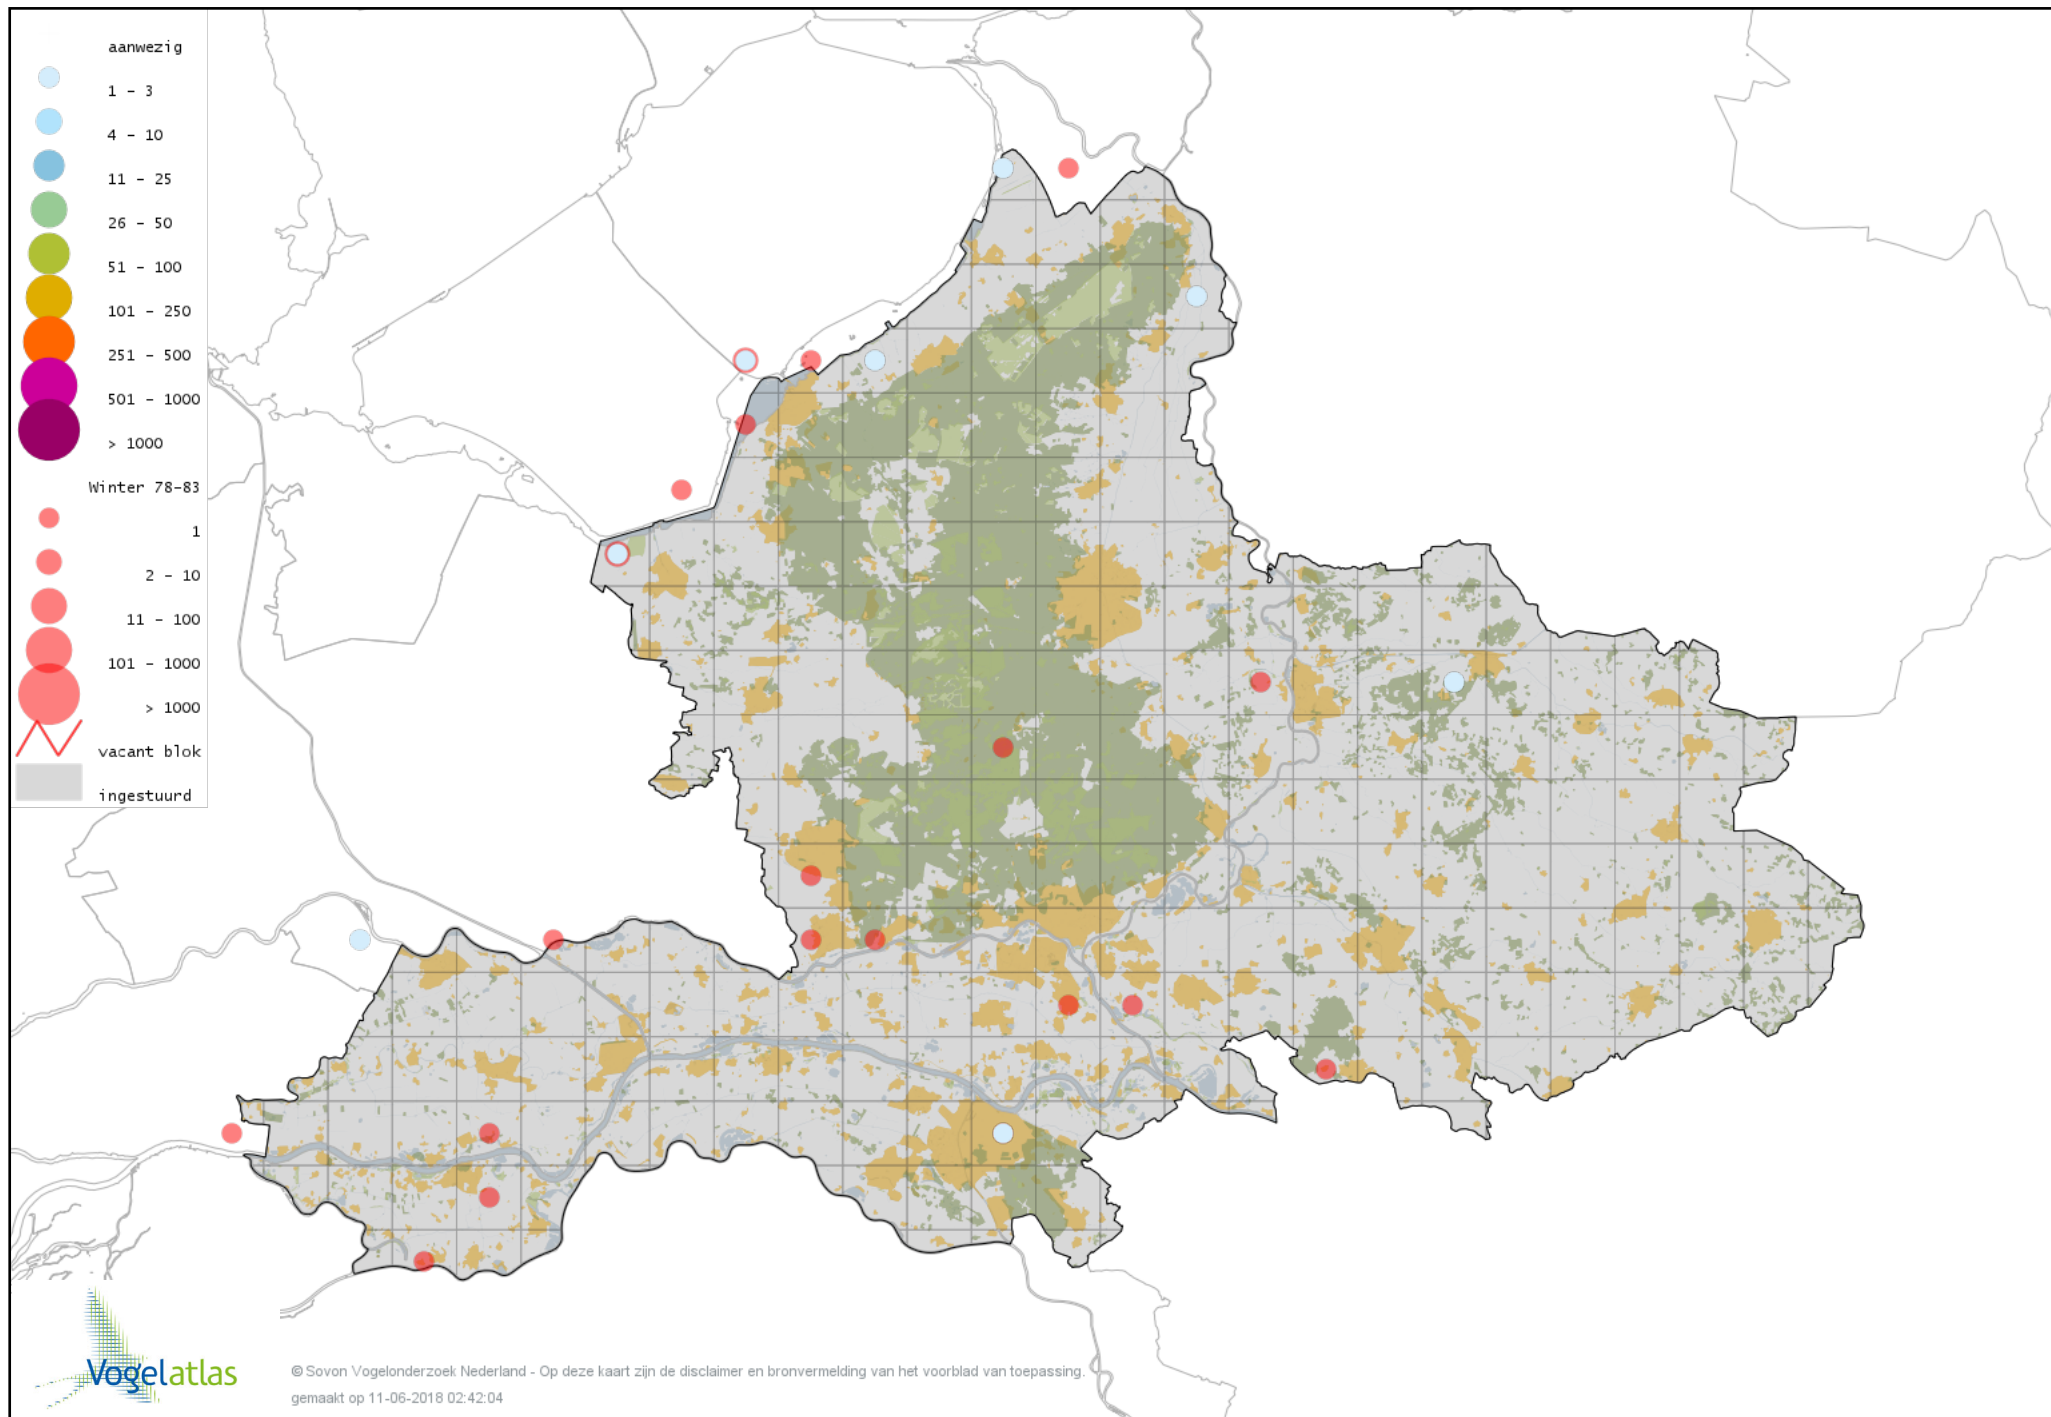 aanwezig
1 - 3
4 - 10
11 - 25
26 - 50
51 - 100
101 - 250
251 - 500
501 - 1000
> 1000
Winter 78-83
1
2 - 10
11 - 100
101 - 1000
> 1000
vacant blok
ingestuurd
Vogelatlas
© Sovon Vogelonderzoek Nederland - Op deze kaart zijn de disclaimer en bronvermelding van het voorblad van toepassing.
gemaakt op 11-06-2018 02:42:04